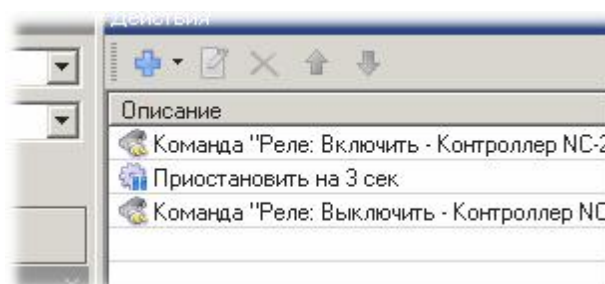 Действия
Описание
Команда "Реле: Включить - Контроллер NC-2
Приостановить на 3 сек
Команда "Реле: Выключить - Контроллер NC